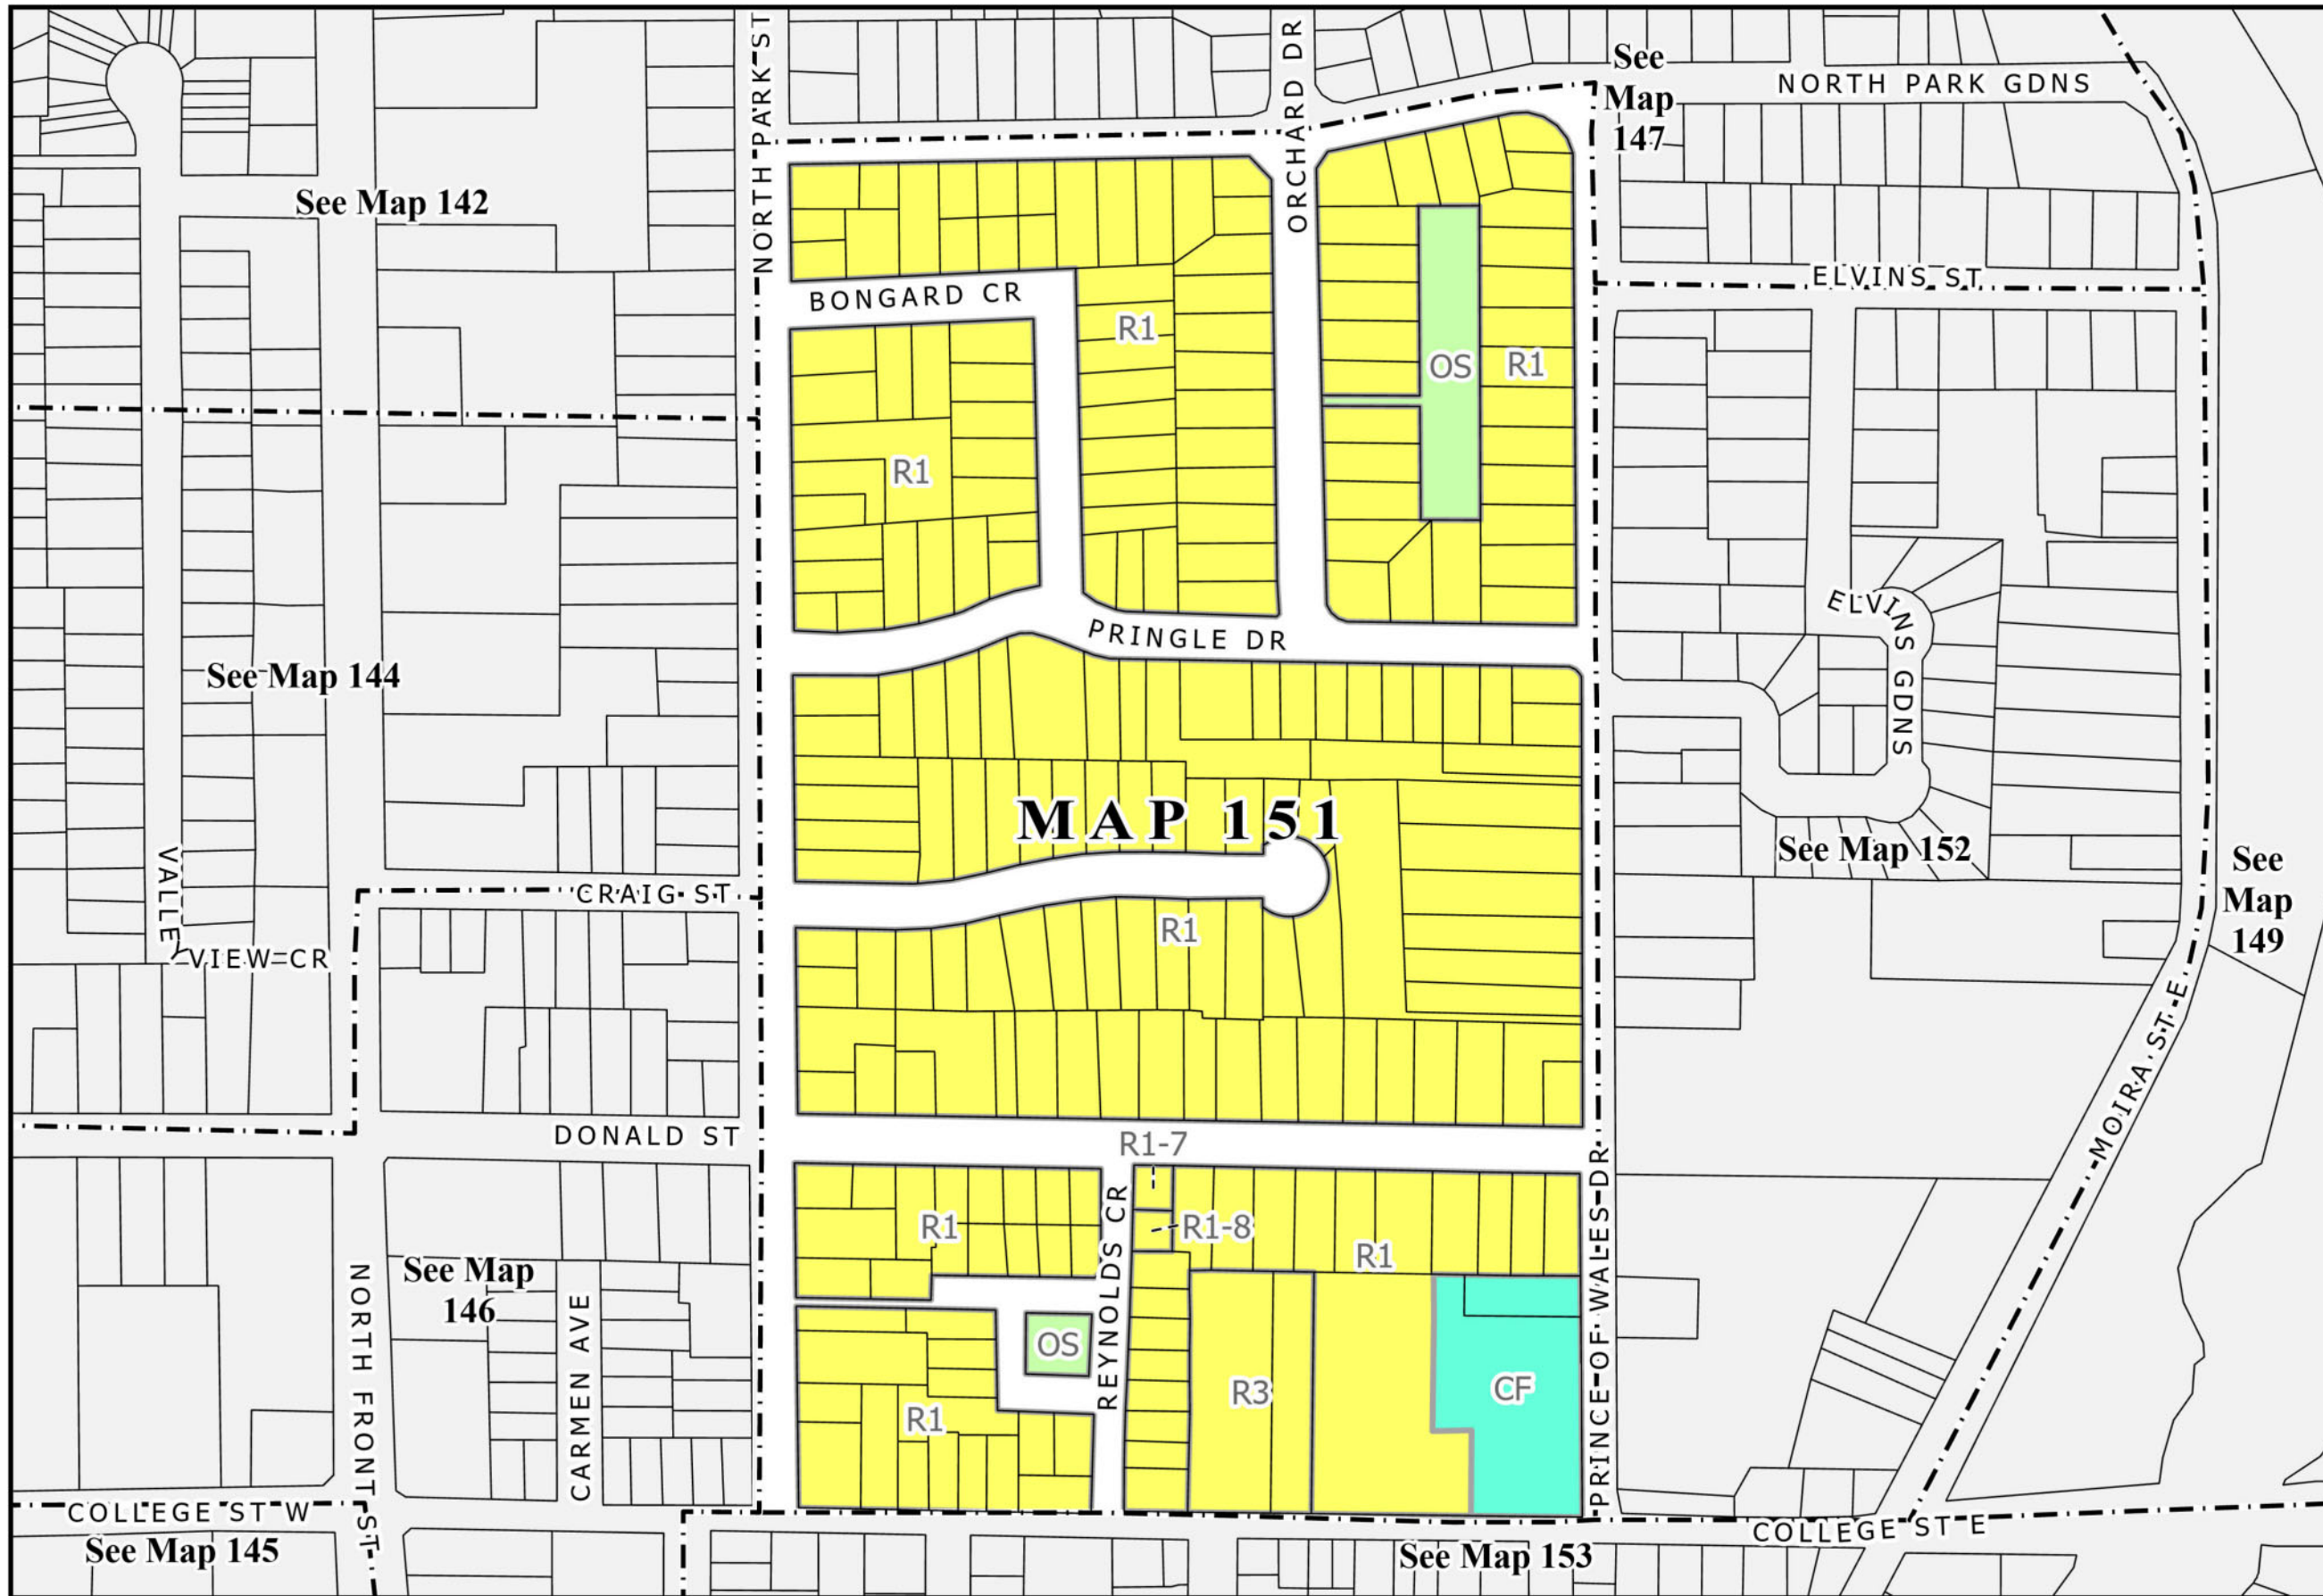 NORTH PARK ST
ORCHARD DR
See
Map
147
NORTH PARK GDNS
See Map 142
BONGARD CR
ELVINS ST
R1
OS
R1
R1
ELVINS GDNS
PRINGLE DR
See Map 144
MAP 151
See Map 152
See
Map
149
CRAIG ST
VALLEY VIEW CR
R1
MOIRA ST E
DONALD ST
R1-7
PRINCE OF WALES DR
REYNOLDS CR
R1
R1-8
R1
See Map
146
NORTH FRONT ST
CARMEN AVE
OS
R3
CF
R1
COLLEGE ST W
COLLEGE ST E
See Map 145
See Map 153